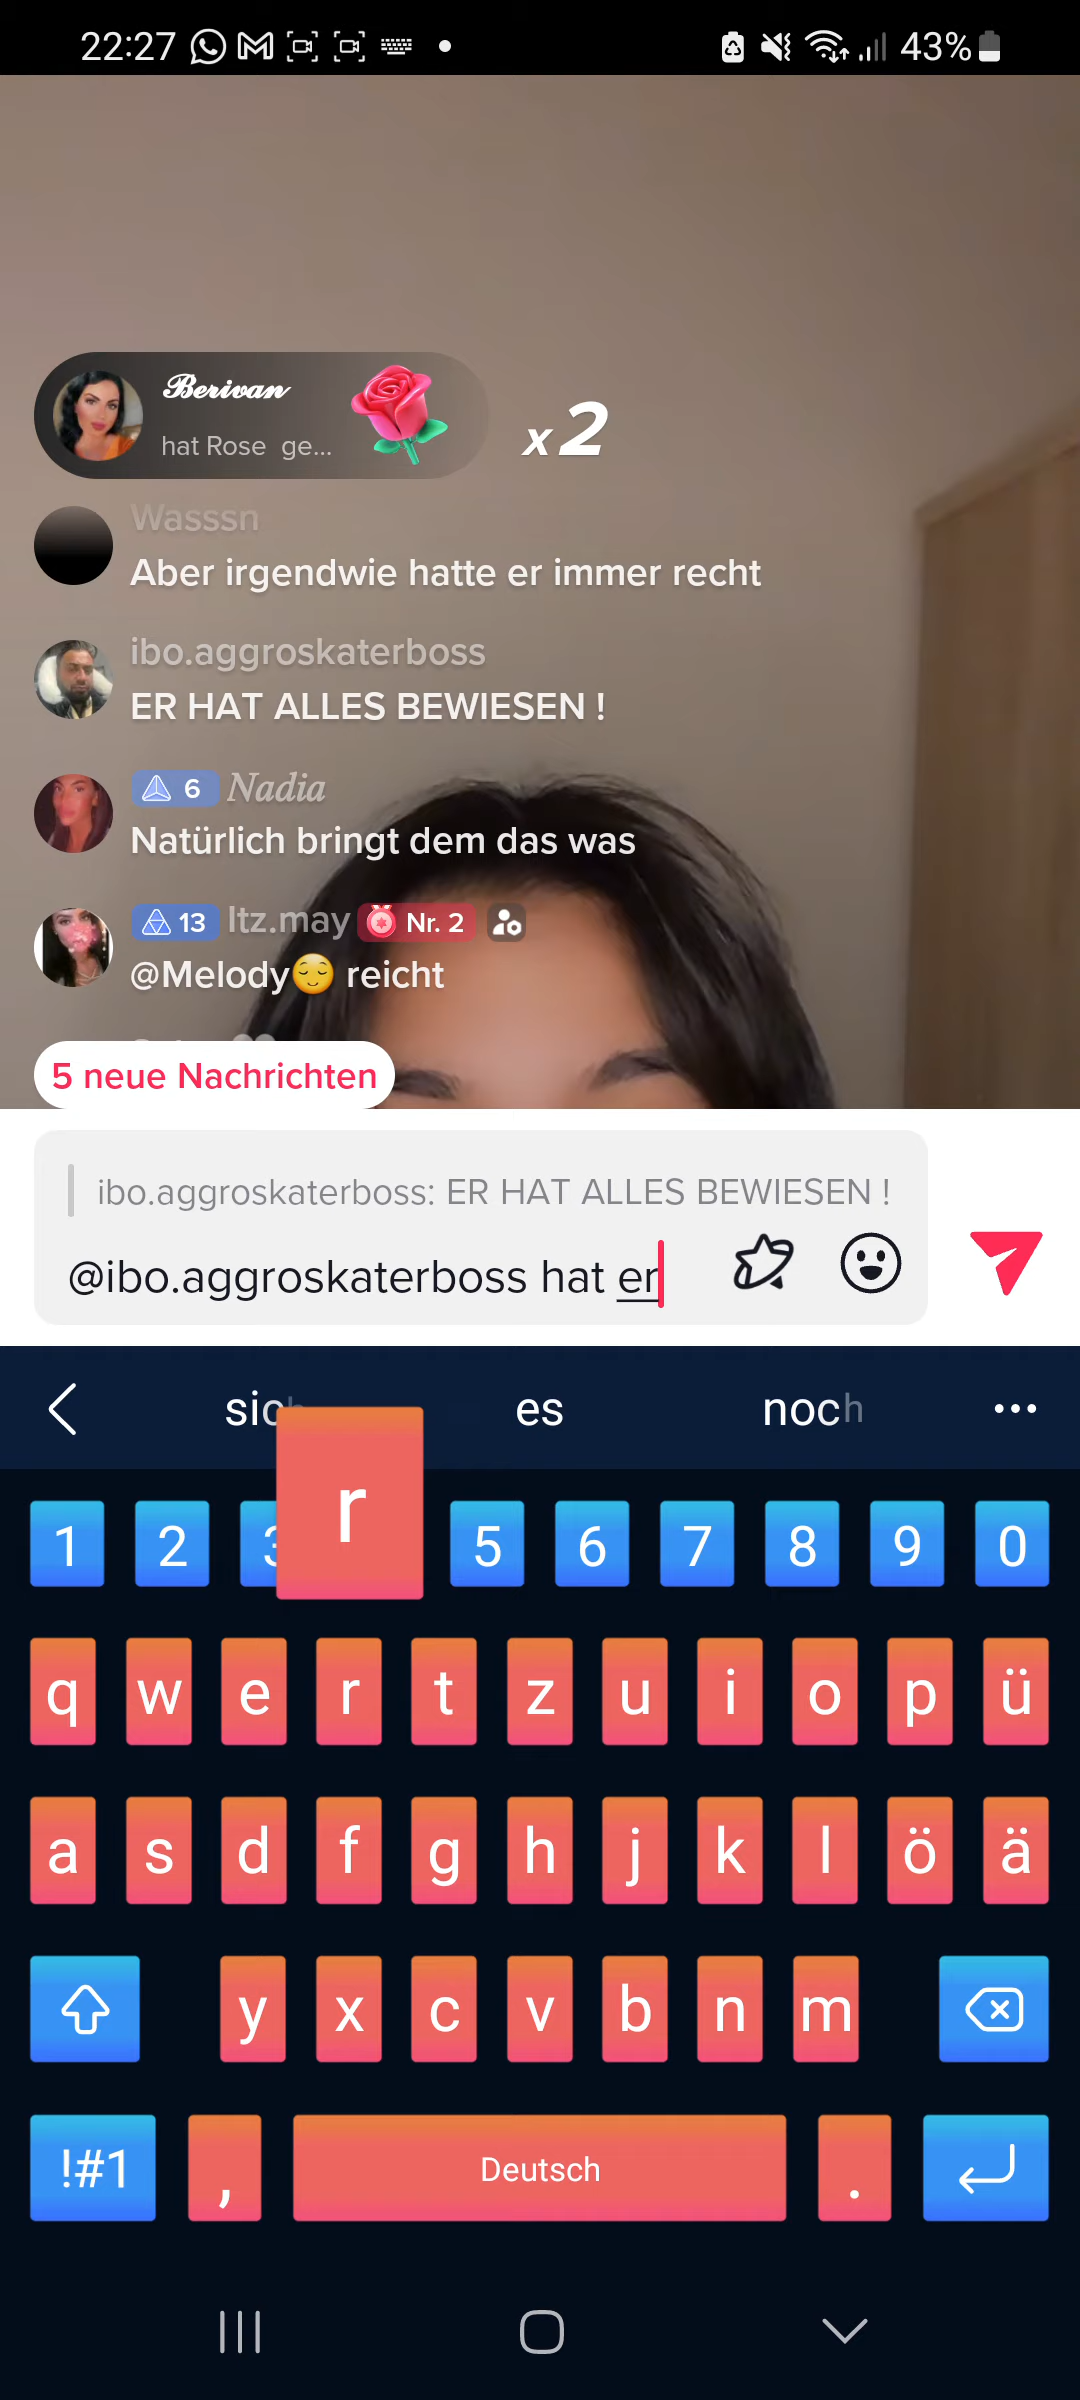 22:27 43%
Berivan
hat Rose ge...
x2
Wasssn
Aber irgendwie hatte er immer recht
ibo.aggroskaterboss
ER HAT ALLES BEWIESEN !
6 Nadia
Natürlich bringt dem das was
13 Itz.may Nr. 2
@Melody😌 reicht
5 neue Nachrichten
ibo.aggroskaterboss: ER HAT ALLES BEWIESEN !
@ibo.aggroskaterboss hat er
sich es noch ...
r
1 2 3 5 6 7 8 9 0
q w e r t z u i o p ü
a s d f g h j k l ö ä
y x c v b n m
!#1 , Deutsch .